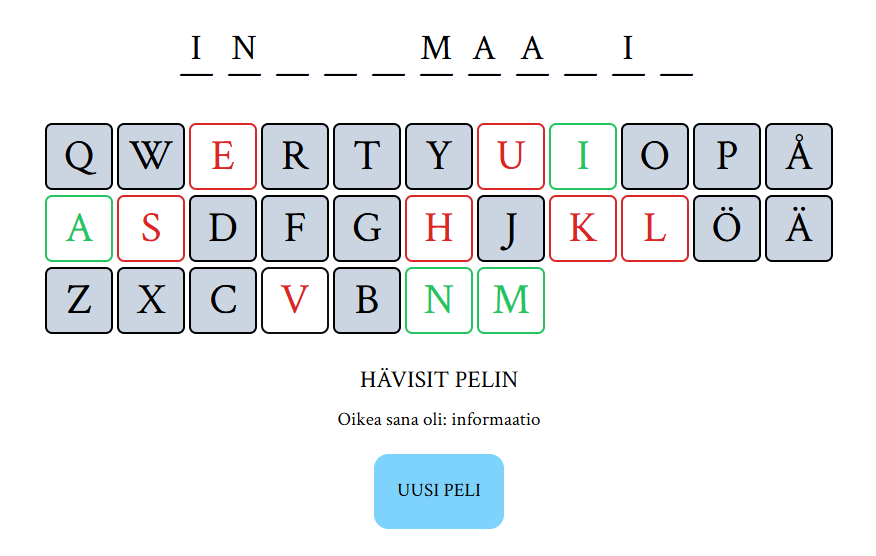 I N _ _ _ M A A _ I _
Q W E R T Y U I O P Å
A S D F G H J K L Ö Ä
Z X C V B N M
HÄVISIT PELIN
Oikea sana oli: informaatio
UUSI PELI